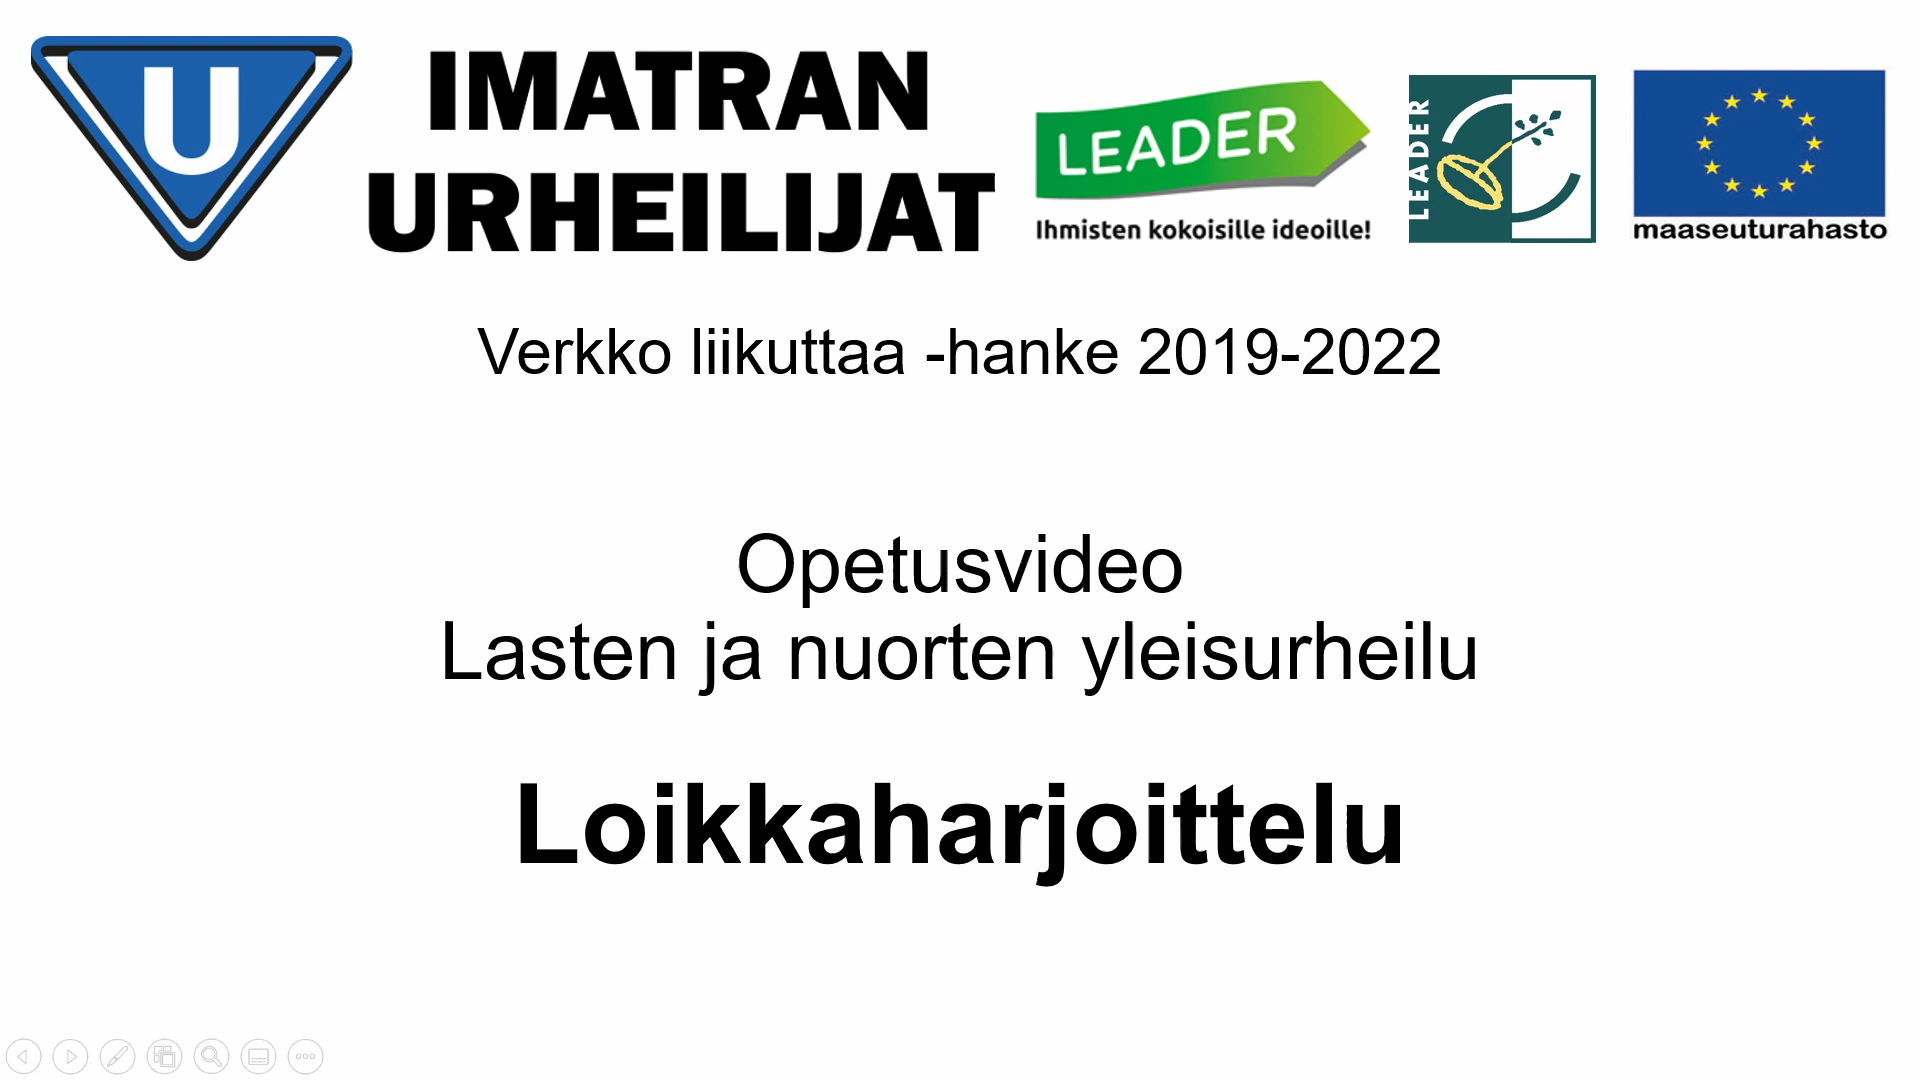 U
IMATRAN
URHEILIJAT
LEADER
Ihmisten kokoisille ideoille!
LEADER
maaseuturahasto
Verkko liikuttaa -hanke 2019-2022
Opetusvideo
Lasten ja nuorten yleisurheilu
Loikkaharjoittelu